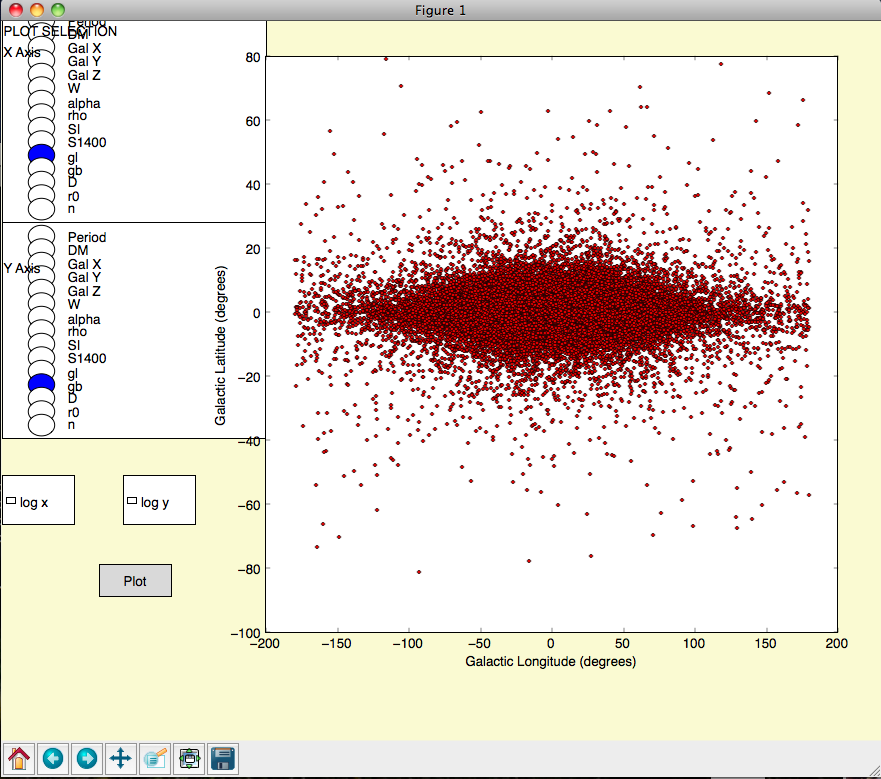 Figure 1
Period
PLOT SELECTION
DM
Gal X
X Axis
Gal Y
Gal Z
W
alpha
rho
SI
S1400
gl
gb
D
r0
n
Period
DM
Gal X
Y Axis
Gal Y
Gal Z
W
alpha
rho
SI
S1400
gl
gb
D
r0
n
log x
log y
Plot
80
60
40
20
0
−20
−40
−60
−80
−100
Galactic Latitude (degrees)
−200 −150 −100 −50 0 50 100 150 200
Galactic Longitude (degrees)